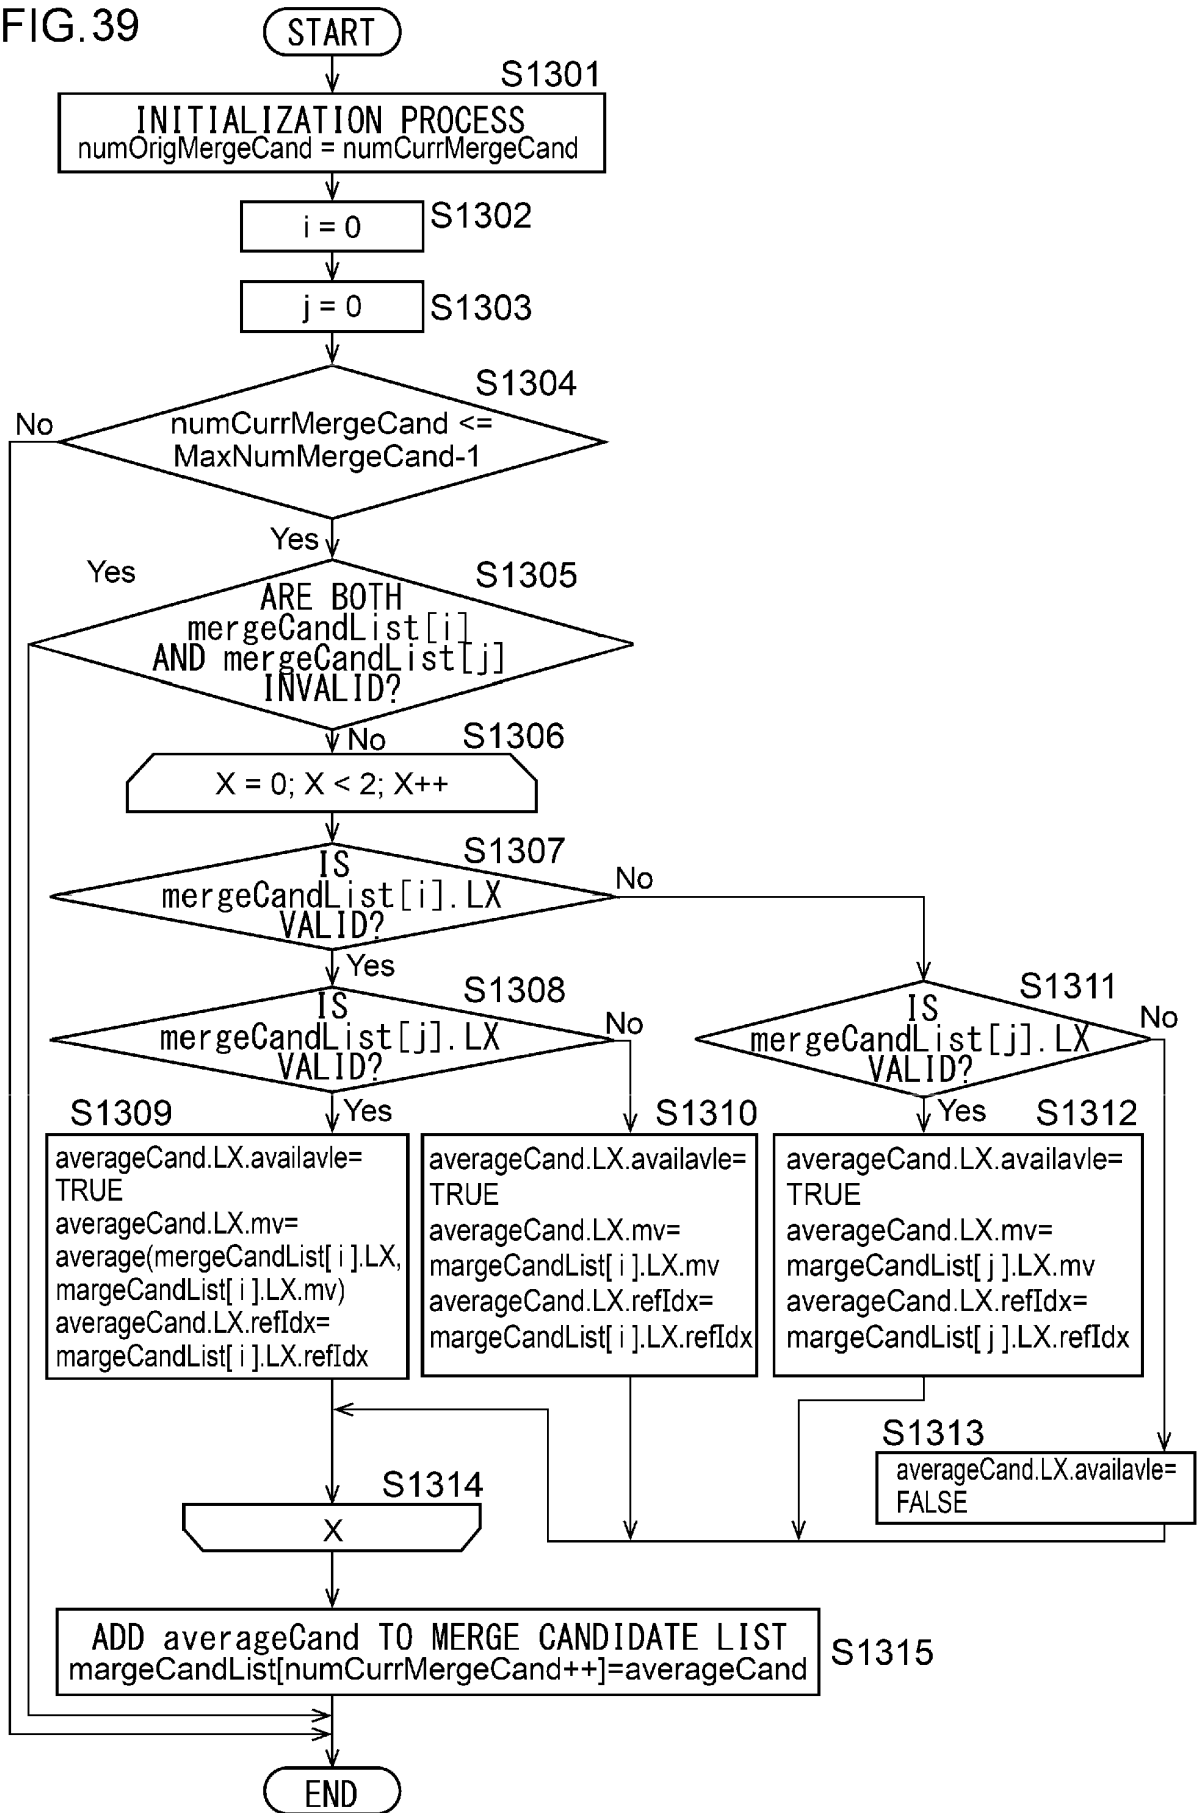 FIG.39
START
S1301
INITIALIZATION PROCESS
numOrigMergeCand = numCurrMergeCand
i = 0
S1302
j = 0
S1303
S1304
No
numCurrMergeCand <=
MaxNumMergeCand-1
Yes
Yes
S1305
ARE BOTH
mergeCandList[i]
AND mergeCandList[j]
INVALID?
No
S1306
X = 0; X < 2; X++
S1307
IS
mergeCandList[i].LX
VALID?
No
Yes
S1308
IS
mergeCandList[j].LX
VALID?
No
S1311
IS
mergeCandList[j].LX
VALID?
No
Yes
Yes
S1309
averageCand.LX.availavle=
TRUE
averageCand.LX.mv=
average(mergeCandList[i].LX,
margeCandList[i].LX.mv)
averageCand.LX.refIdx=
margeCandList[i].LX.refIdx
S1310
averageCand.LX.availavle=
TRUE
averageCand.LX.mv=
margeCandList[i].LX.mv
averageCand.LX.refIdx=
margeCandList[i].LX.refIdx
S1312
averageCand.LX.availavle=
TRUE
averageCand.LX.mv=
margeCandList[j].LX.mv
averageCand.LX.refIdx=
margeCandList[j].LX.refIdx
S1313
averageCand.LX.availavle=
FALSE
S1314
X
ADD averageCand TO MERGE CANDIDATE LIST
margeCandList[numCurrMergeCand++]=averageCand
S1315
END